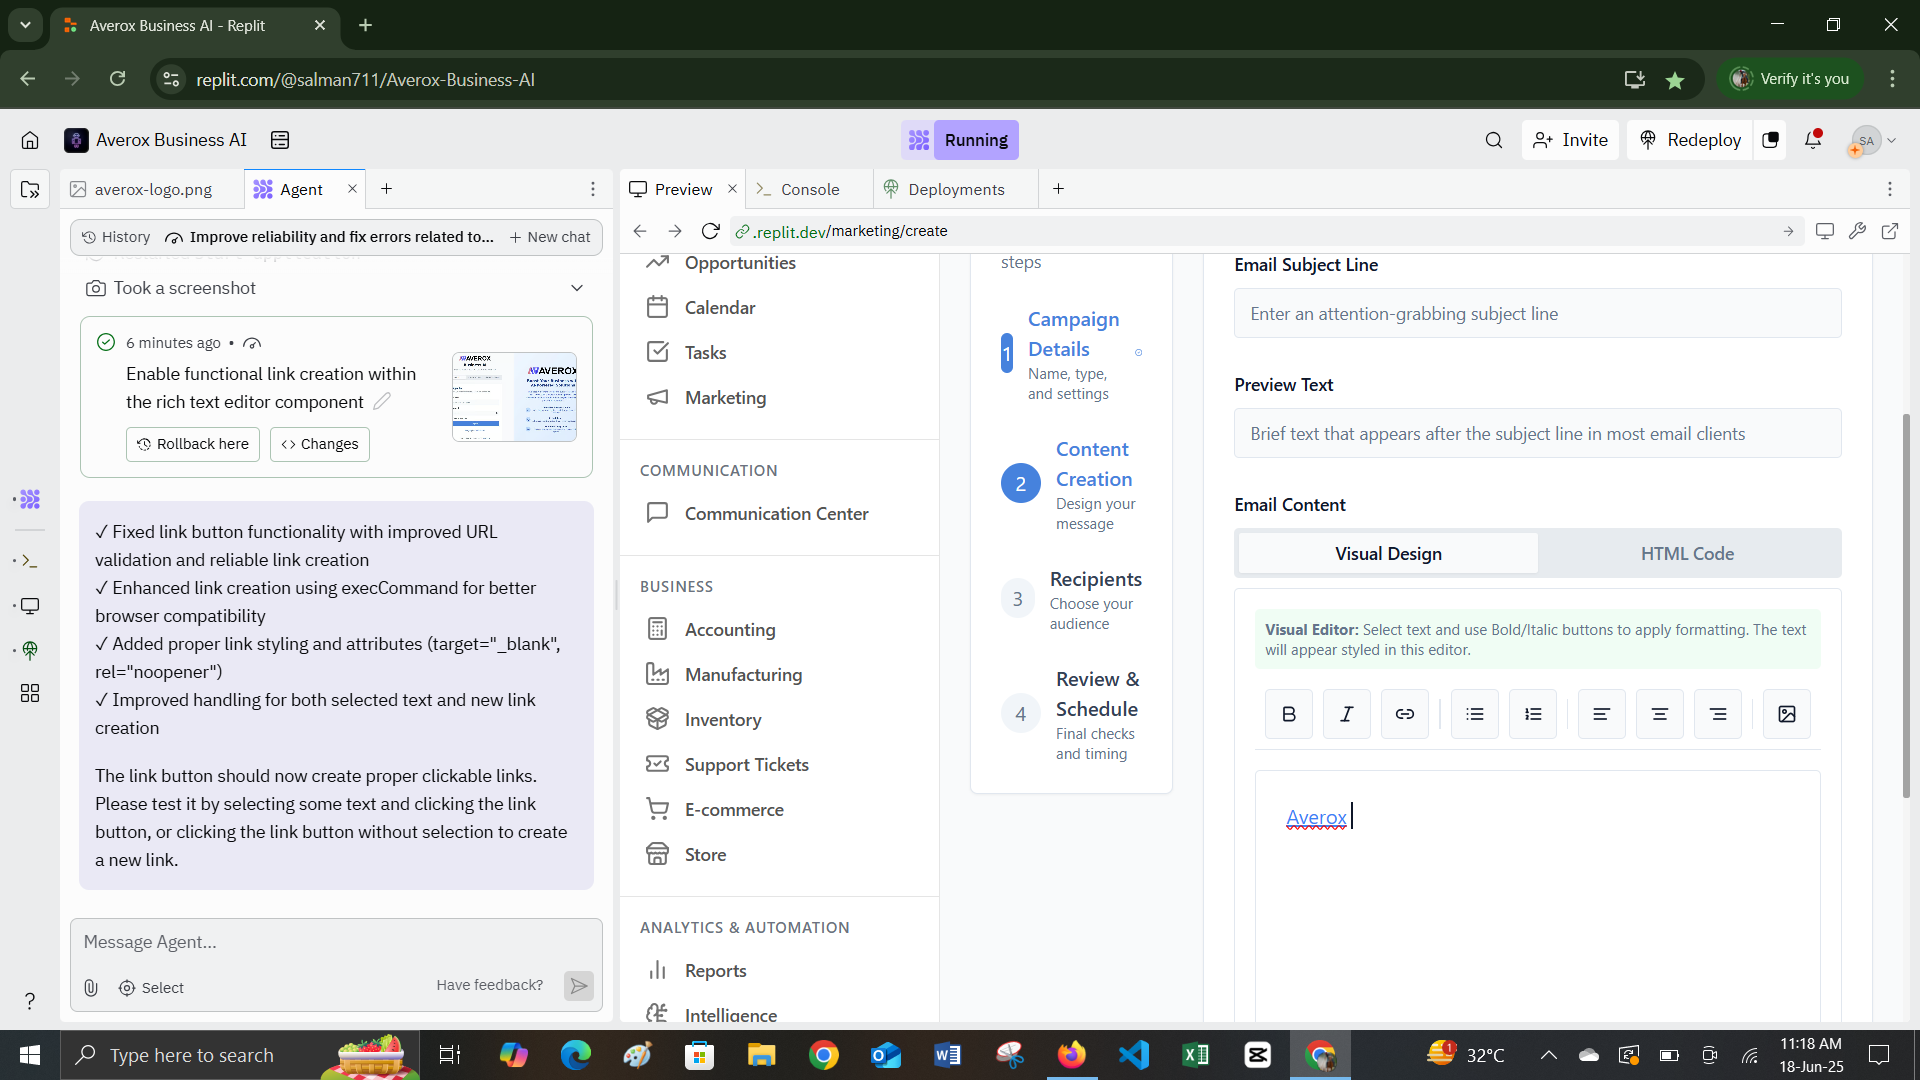 Averox Business AI - Replit
replit.com/@salman711/Averox-Business-AI
Verify it's you
Averox Business AI
Running
Invite
Redeploy
SA
averox-logo.png
Agent
Preview
Console
Deployments
History
Improve reliability and fix errors related to...
New chat
.replit.dev/marketing/create
Took a screenshot
6 minutes ago •
Enable functional link creation within
the rich text editor component
Rollback here
Changes
AVEROX
AVEROX
✓ Fixed link button functionality with improved URL
validation and reliable link creation
✓ Enhanced link creation using execCommand for better
browser compatibility
✓ Added proper link styling and attributes (target="_blank",
rel="noopener")
✓ Improved handling for both selected text and new link
creation
The link button should now create proper clickable links.
Please test it by selecting some text and clicking the link
button, or clicking the link button without selection to create
a new link.
Message Agent...
Select
Have feedback?
Opportunities
Calendar
Tasks
Marketing
COMMUNICATION
Communication Center
BUSINESS
Accounting
Manufacturing
Inventory
Support Tickets
E-commerce
Store
ANALYTICS & AUTOMATION
Reports
Intelligence
steps
1
Campaign
Details
Name, type,
and settings
2
Content
Creation
Design your
message
3
Recipients
Choose your
audience
4
Review &
Schedule
Final checks
and timing
Email Subject Line
Enter an attention-grabbing subject line
Preview Text
Brief text that appears after the subject line in most email clients
Email Content
Visual Design
HTML Code
Visual Editor: Select text and use Bold/Italic buttons to apply formatting. The text
will appear styled in this editor.
Averox
Type here to search
1
32°C
11:18 AM
18-Jun-25